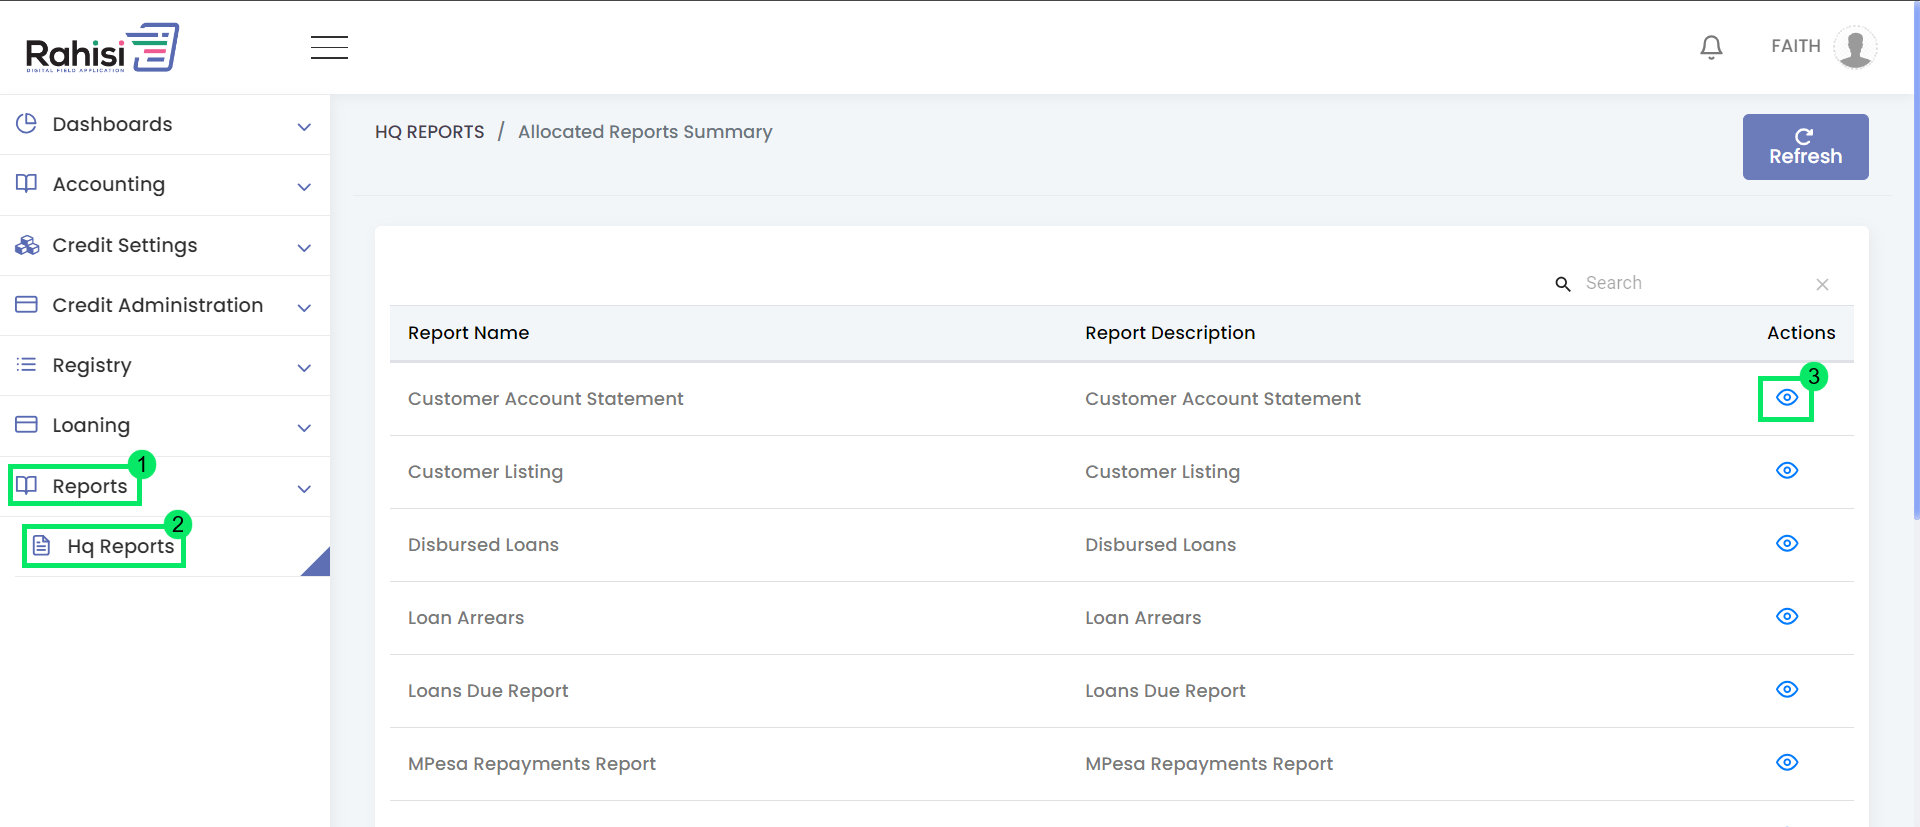 Rahisi
DIGITAL FIELD APPLICATION
FAITH
Dashboards
Accounting
Credit Settings
Credit Administration
Registry
Loaning
1
Reports
2
Hq Reports
HQ REPORTS / Allocated Reports Summary
Refresh
Search
Report Name Report Description Actions
3
Customer Account Statement Customer Account Statement
Customer Listing Customer Listing
Disbursed Loans Disbursed Loans
Loan Arrears Loan Arrears
Loans Due Report Loans Due Report
MPesa Repayments Report MPesa Repayments Report